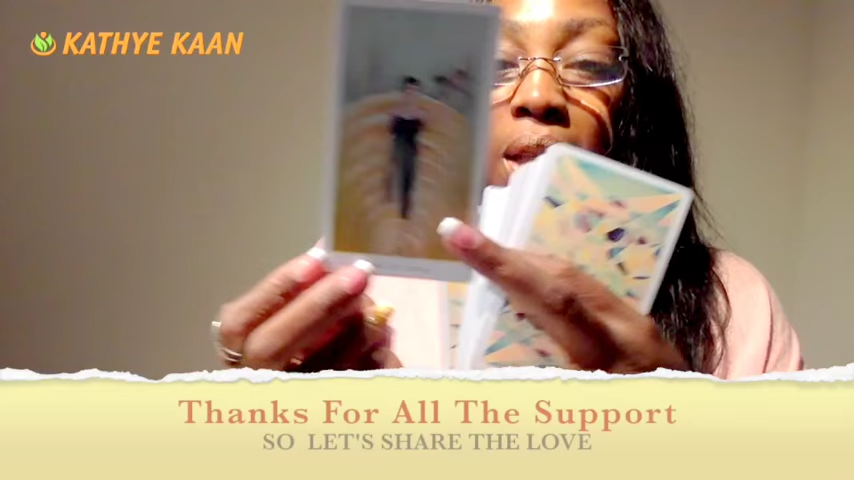 KATHYE KAAN
Thanks For All The Support
SO LET'S SHARE THE LOVE